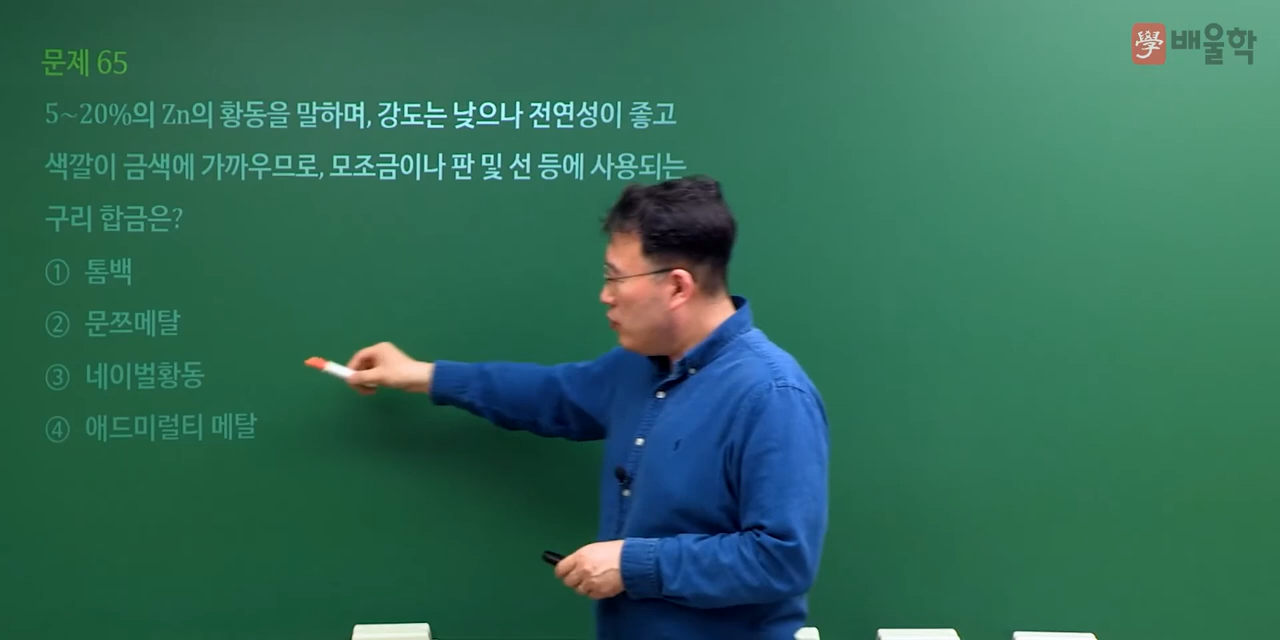 學 배울학
문제 65
5~20%의 Zn의 황동을 말하며, 강도는 낮으나 전연성이 좋고
색깔이 금색에 가까우므로, 모조금이나 판 및 선 등에 사용되는
구리 합금은?
① 톰백
② 문쯔메탈
③ 네이벌황동
④ 애드미럴티 메탈